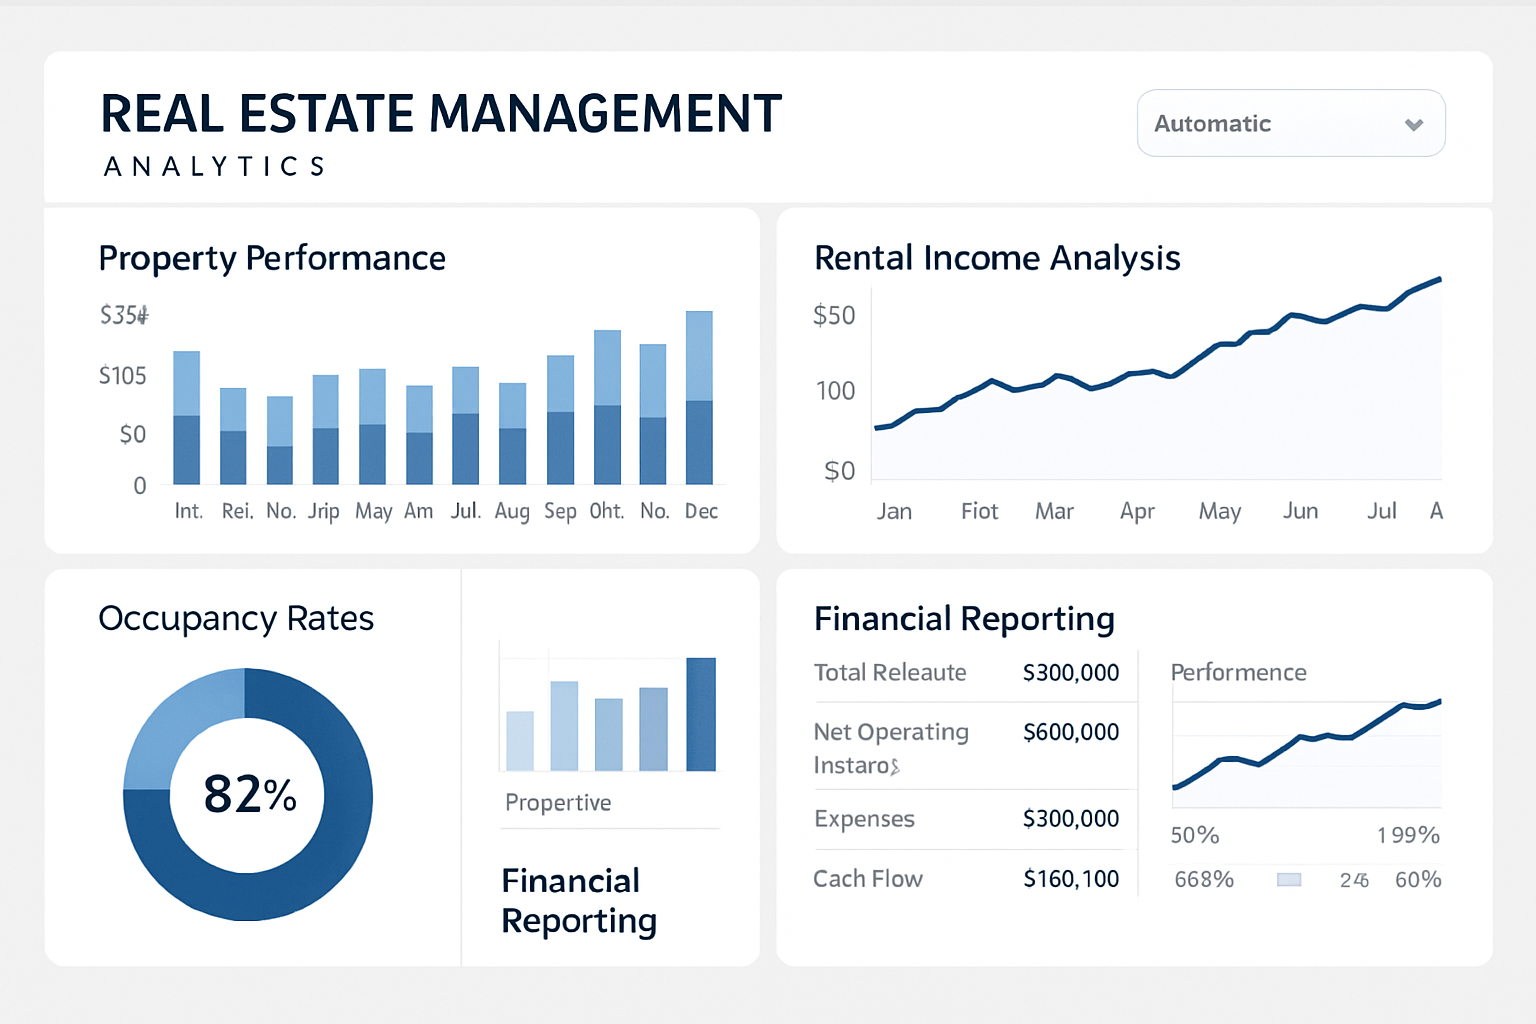 REAL ESTATE MANAGEMENT
ANALYTICS
Automatic
Property Performance
$105
$0
0
Int. Rei. No. Jrip May Am Jul. Aug Sep Oht. No. Dec
Rental Income Analysis
$50
100
$0
Jan Fiot Mar Apr May Jun Jul A
Occupancy Rates
82%
Propertive
Financial
Reporting
Financial Reporting
Total Releaute $300,000
Net Operating $600,000
Expenses $300,000
Cach Flow $160,100
Performence
50% 199%
668% 60%